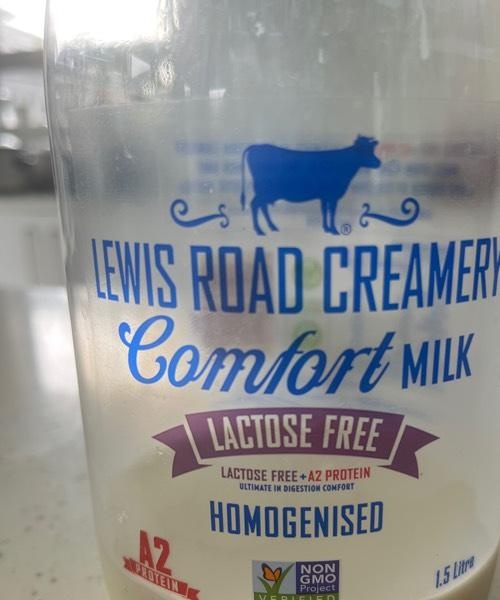 ®
LEWIS ROAD CREAMERY
Comfort MILK
LACTOSE FREE
LACTOSE FREE + A2 PROTEIN
ULTIMATE IN DIGESTION COMFORT
HOMOGENISED
A2
PROTEIN
NON
GMO
Project
VERIFIED
1.5 Litre